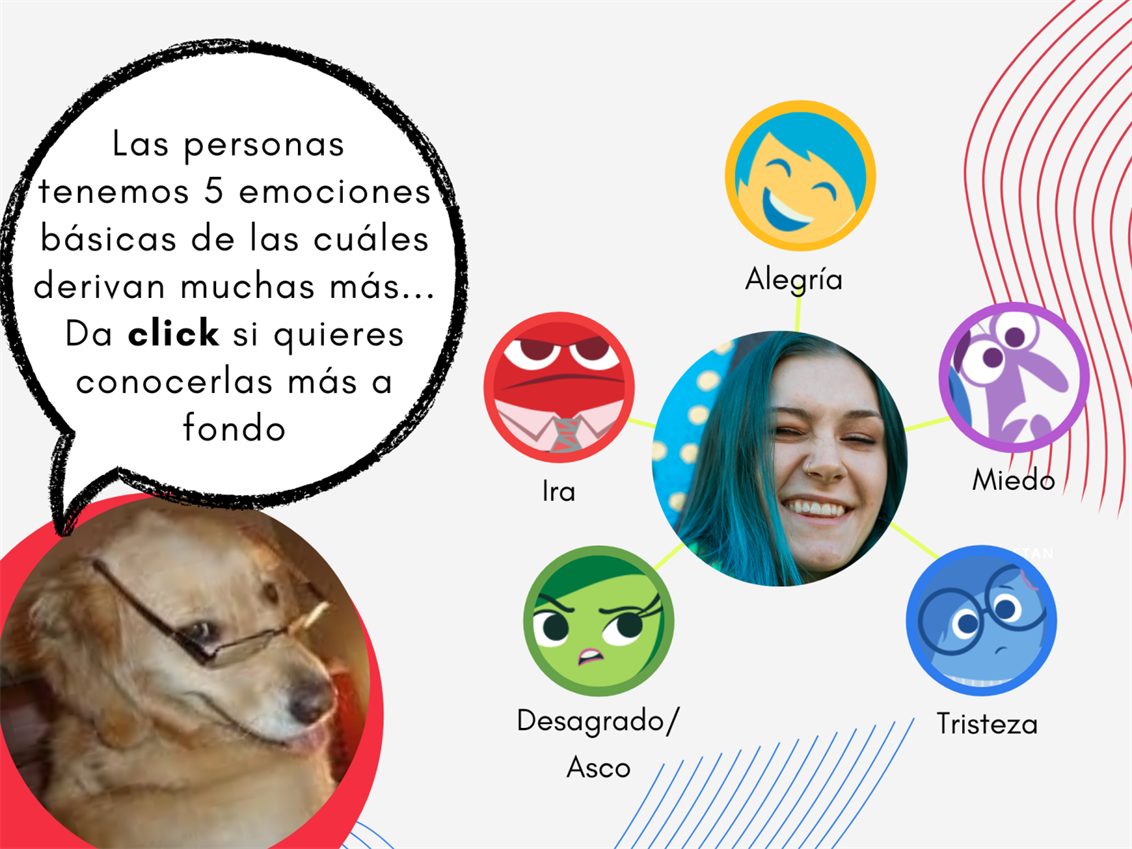 Las personas
tenemos 5 emociones
básicas de las cuáles
derivan muchas más...
Da click si quieres
conocerlas más a
fondo
Alegría
Ira
Miedo
Desagrado/
Asco
Tristeza
TAN